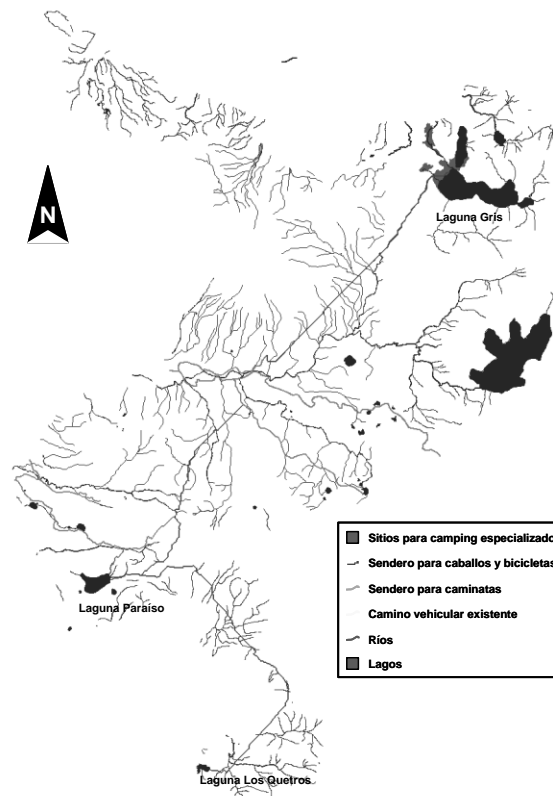 N
Laguna Gris
Sitios para camping especializado
Sendero para caballos y bicicletas
Sendero para caminatas
Camino vehicular existente
Ríos
Lagos
Laguna Paraíso
Laguna Los Quetros